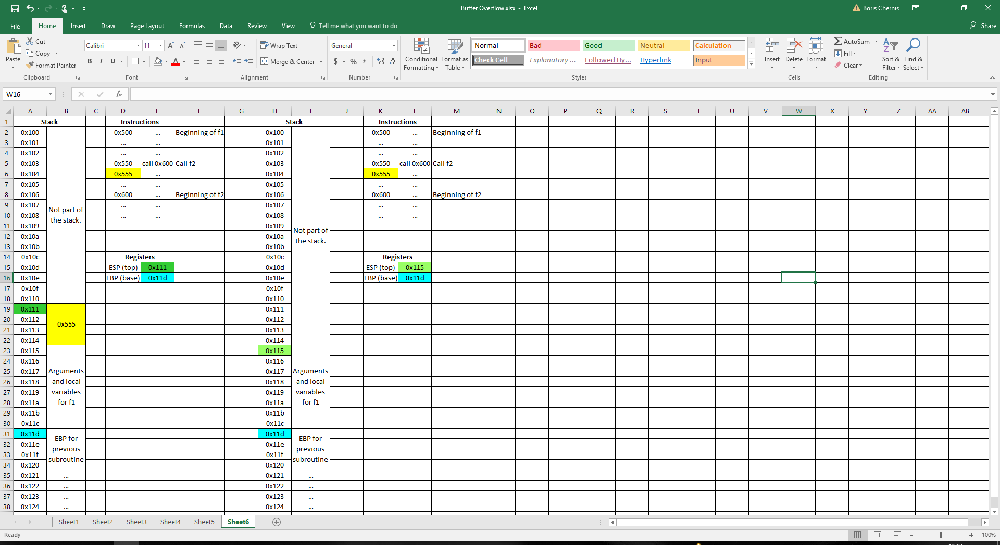 Buffer Overflow.xlsx - Excel
Boris Chernis
File Home Insert Draw Page Layout Formulas Data Review View Tell me what you want to do Share
Paste
Cut
Copy
Format Painter
Clipboard
Calibri 11
A A
B I U A
Font
Wrap Text
Merge & Center
Alignment
General
$ % ,
Number
Conditional Formatting
Format as Table
Normal Bad Good Neutral Calculation
Check Cell Explanatory ... Followed Hy... Hyperlink Input
Styles
Insert Delete Format
Cells
AutoSum
Fill
Clear
Sort & Filter
Find & Select
Editing
W16 fx
A B C D E F G H I J K L M N O P Q R S T U V W X Y Z AA AB
1 Stack Instructions Stack Instructions
2 0x100 0x500 ... Beginning of f1 0x100 0x500 ... Beginning of f1
3 0x101 ... ... 0x101 ... ...
4 0x102 ... ... 0x102 ... ...
5 0x103 0x550 call 0x600 Call f2 0x103 0x550 call 0x600 Call f2
6 0x104 0x555 ... 0x104 0x555 ...
7 0x105 ... ... 0x105 ... ...
8 0x106 0x600 ... Beginning of f2 0x106 0x600 ... Beginning of f2
9 0x107 ... ... 0x107 ... ...
Not part of
the stack.
10 0x108 ... ... 0x108 ... ...
11 0x109 0x109
Not part of
the stack.
12 0x10a 0x10a
13 0x10b 0x10b
14 0x10c Registers 0x10c Registers
15 0x10d ESP (top) 0x111 0x10d ESP (top) 0x115
16 0x10e EBP (base) 0x11d 0x10e EBP (base) 0x11d
17 0x10f 0x10f
18 0x110 0x110
19 0x111 0x111
20 0x112 0x112
0x555
21 0x113 0x113
22 0x114 0x114
23 0x115 0x115
24 0x116 0x116
25 0x117 Arguments 0x117 Arguments
26 0x118 and local 0x118 and local
27 0x119 variables 0x119 variables
28 0x11a for f1 0x11a for f1
29 0x11b 0x11b
30 0x11c 0x11c
31 0x11d 0x11d
EBP for EBP for
32 0x11e 0x11e
previous previous
33 0x11f 0x11f
subroutine subroutine
34 0x120 0x120
35 0x121 ... 0x121 ...
36 0x122 ... 0x122 ...
37 0x123 ... 0x123 ...
38 0x124 ... 0x124 ...
Sheet1 Sheet2 Sheet3 Sheet4 Sheet5 Sheet6
Ready 100%